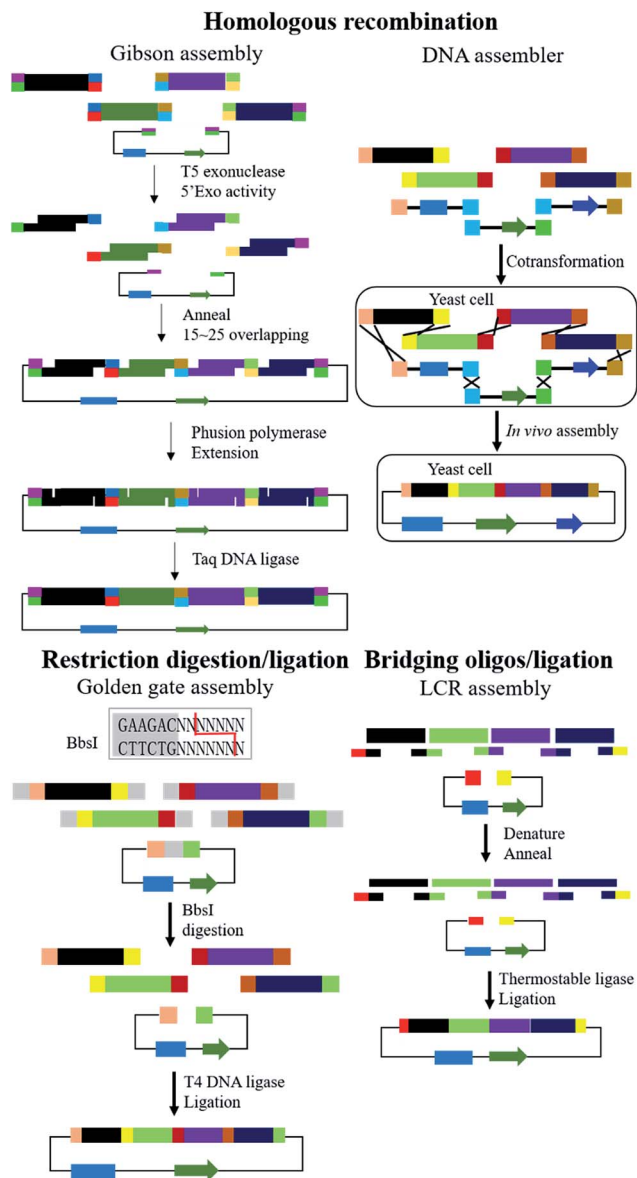 Homologous recombination
Gibson assembly
T5 exonuclease
5'Exo activity
Anneal
15~25 overlapping
Phusion polymerase
Extension
Taq DNA ligase
DNA assembler
Cotransformation
Yeast cell
In vivo assembly
Yeast cell
Restriction digestion/ligation
Golden gate assembly
BbsI
GAAGACNNNNNNN
CTTCTGNNNNNNN
BbsI
digestion
T4 DNA ligase
Ligation
Bridging oligos/ligation
LCR assembly
Denature
Anneal
Thermostable ligase
Ligation